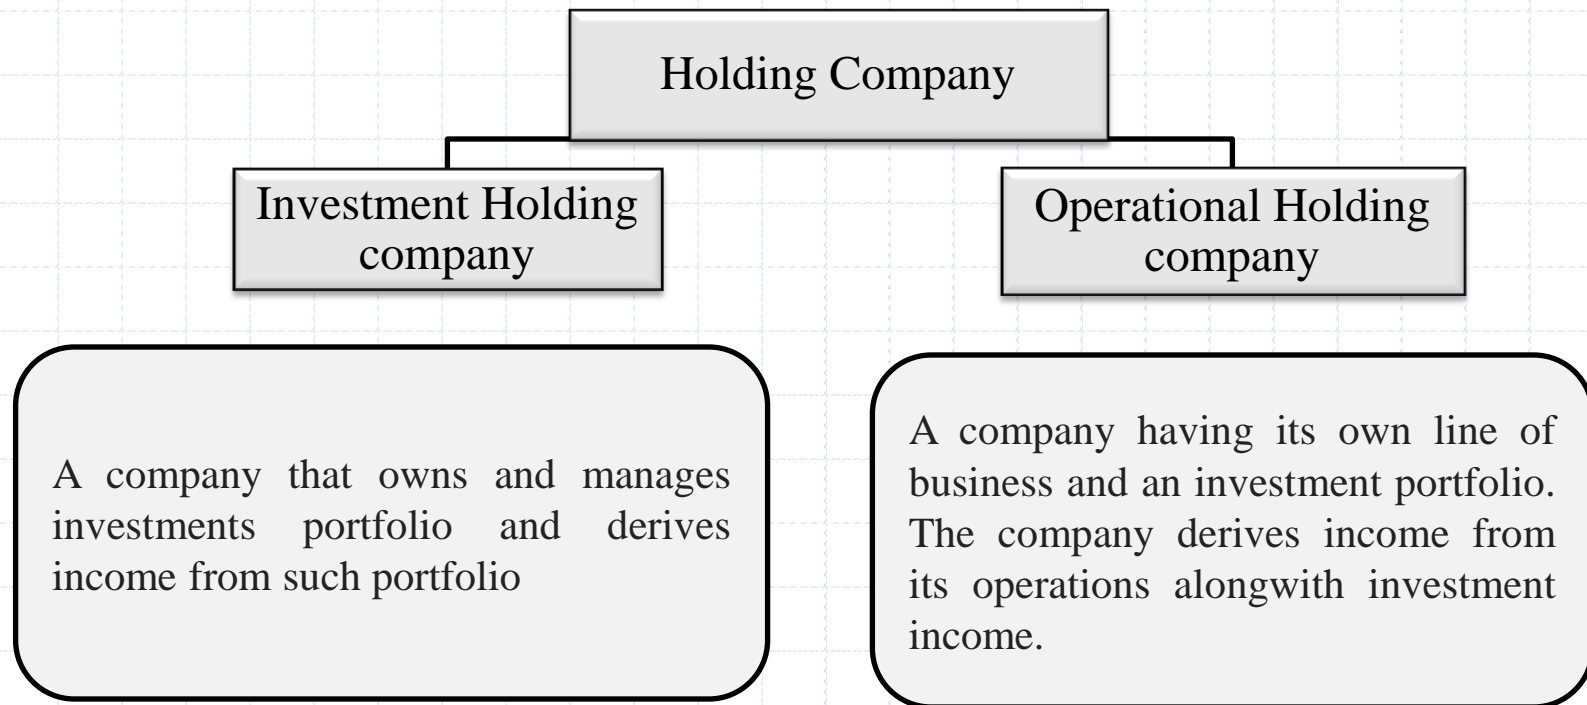 Holding Company
Investment Holding
company
Operational Holding
company
A company that owns and manages
investments portfolio and derives
income from such portfolio
A company having its own line of
business and an investment portfolio.
The company derives income from
its operations alongwith investment
income.